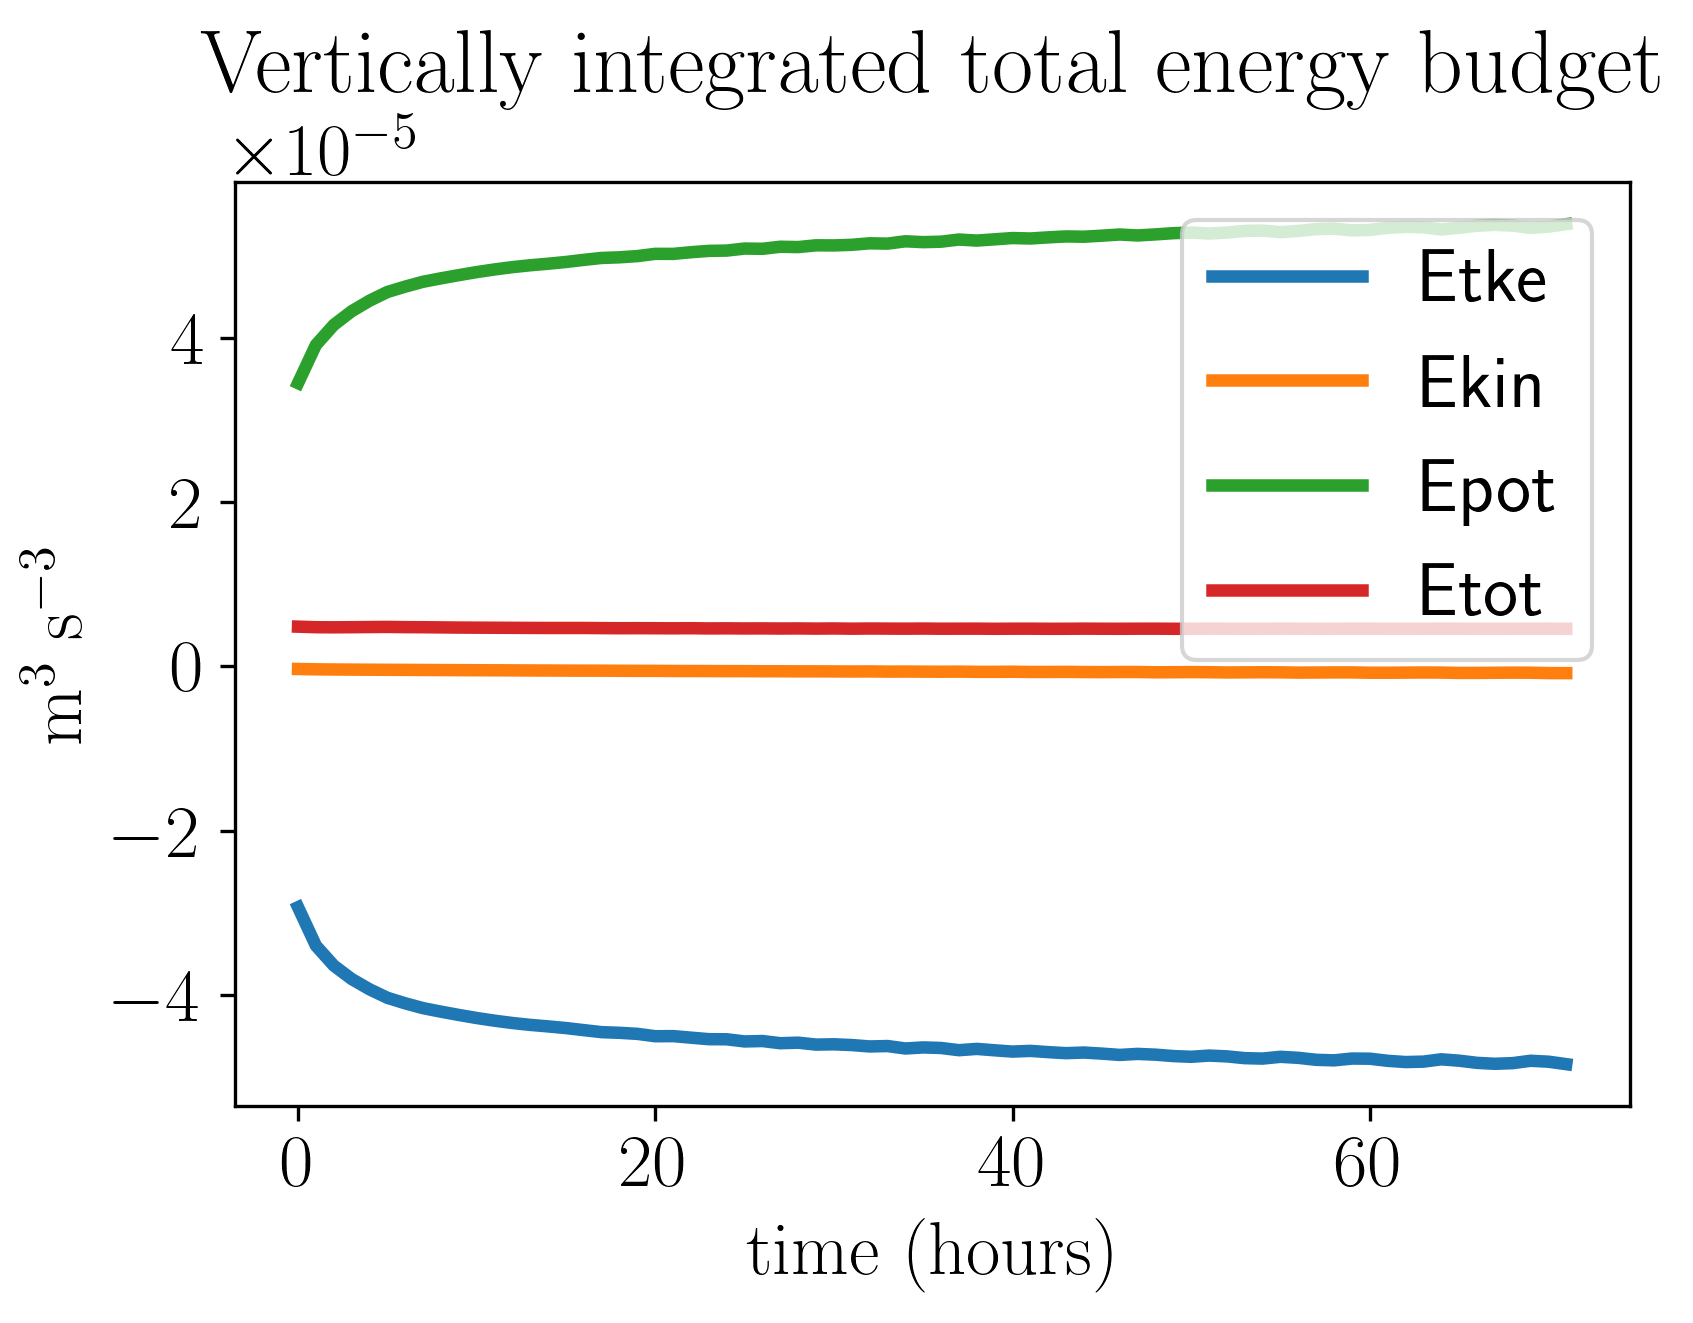 Vertically integrated total energy budget
×10⁻⁵
4
2
0
−2
−4
m³ s⁻³
Etke
Ekin
Epot
Etot
0 20 40 60
time (hours)